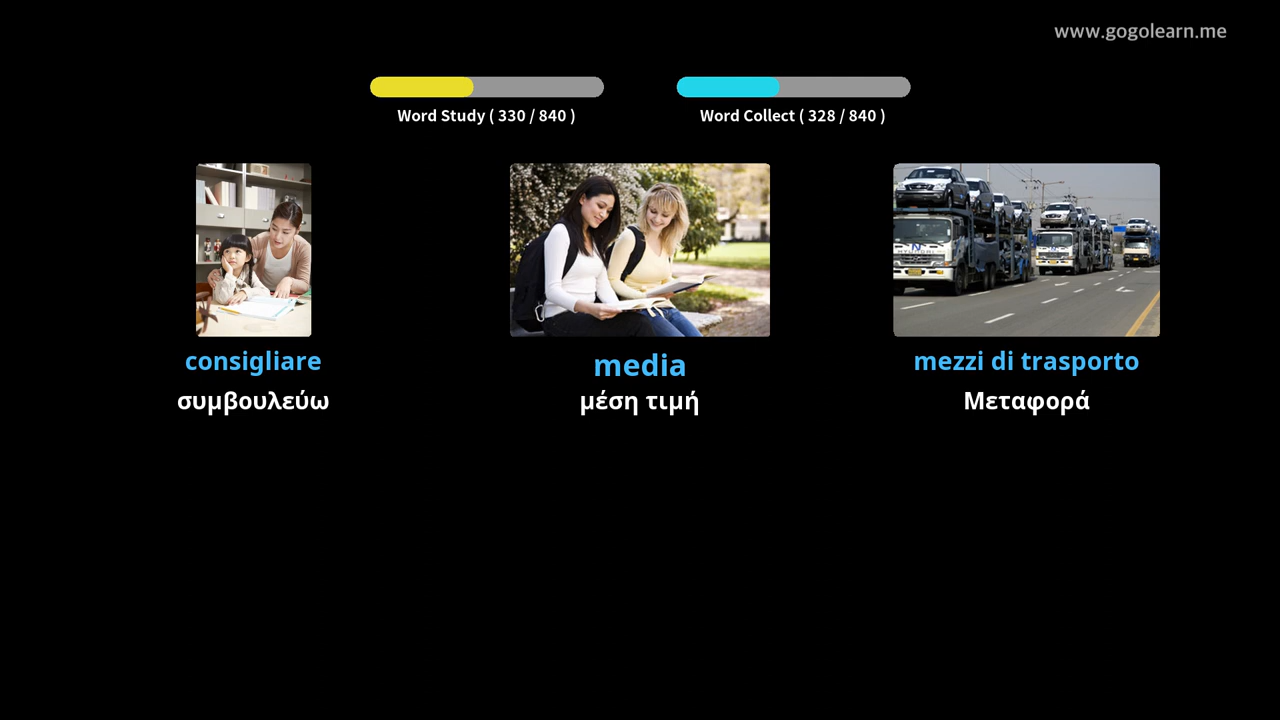 www.gogolearn.me
Word Study ( 330 / 840 )
Word Collect ( 328 / 840 )
consigliare
media
mezzi di trasporto
συμβουλεύω
μέση τιμή
Μεταφορά